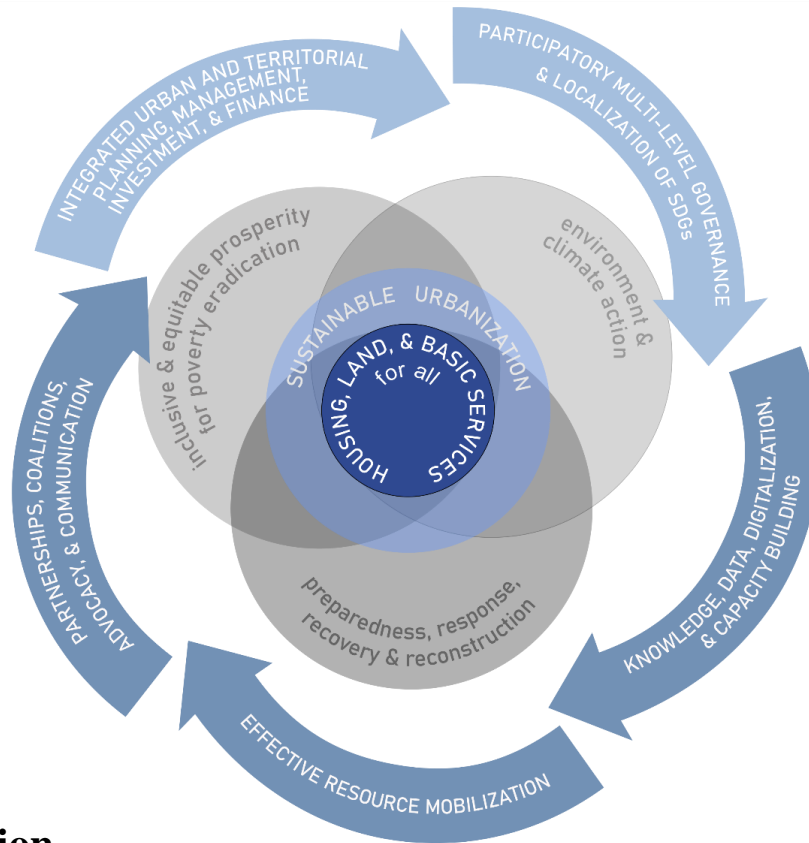 INTEGRATED URBAN AND TERRITORIAL
PLANNING, MANAGEMENT,
INVESTMENT, & FINANCE
PARTICIPATORY MULTI-LEVEL GOVERNANCE
& LOCALIZATION OF SDGs
inclusive & equitable prosperity
for poverty eradication
environment &
climate action
SUSTAINABLE URBANIZATION
HOUSING, LAND, & BASIC SERVICES
for all
preparedness, response,
recovery & reconstruction
KNOWLEDGE, DATA, DIGITALIZATION,
& CAPACITY BUILDING
EFFECTIVE RESOURCE MOBILIZATION
PARTNERSHIPS, COALITIONS,
ADVOCACY, & COMMUNICATION
ion